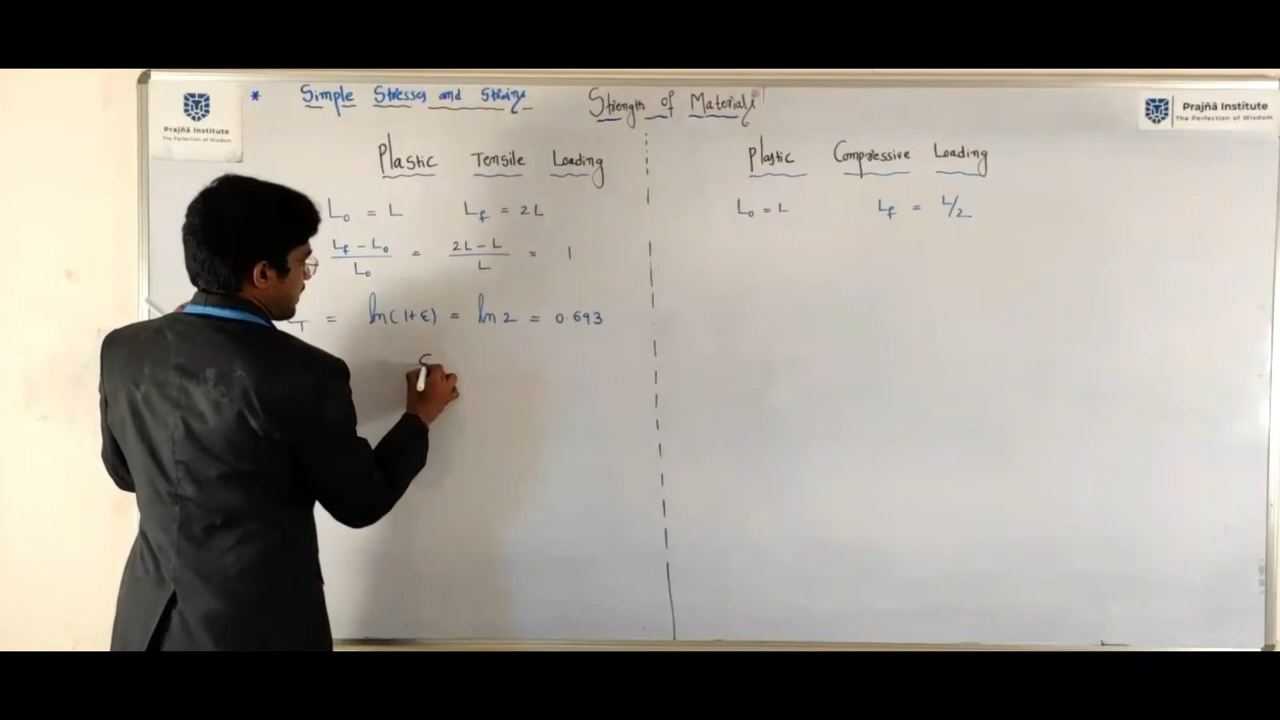 * Simple Stresses and Strains Strength of Materials
Prajñā Institute
The Perfection of Wisdom
Prajñā Institute
The Perfection of Wisdom
Plastic Tensile Loading
L₀ = L L_f = 2L
L_f - L₀ / L₀ = 2L - L / L = 1
T = ln(1+ε) = ln 2 = 0.693
Plastic Compressive Loading
L₀ = L L_f = L/2